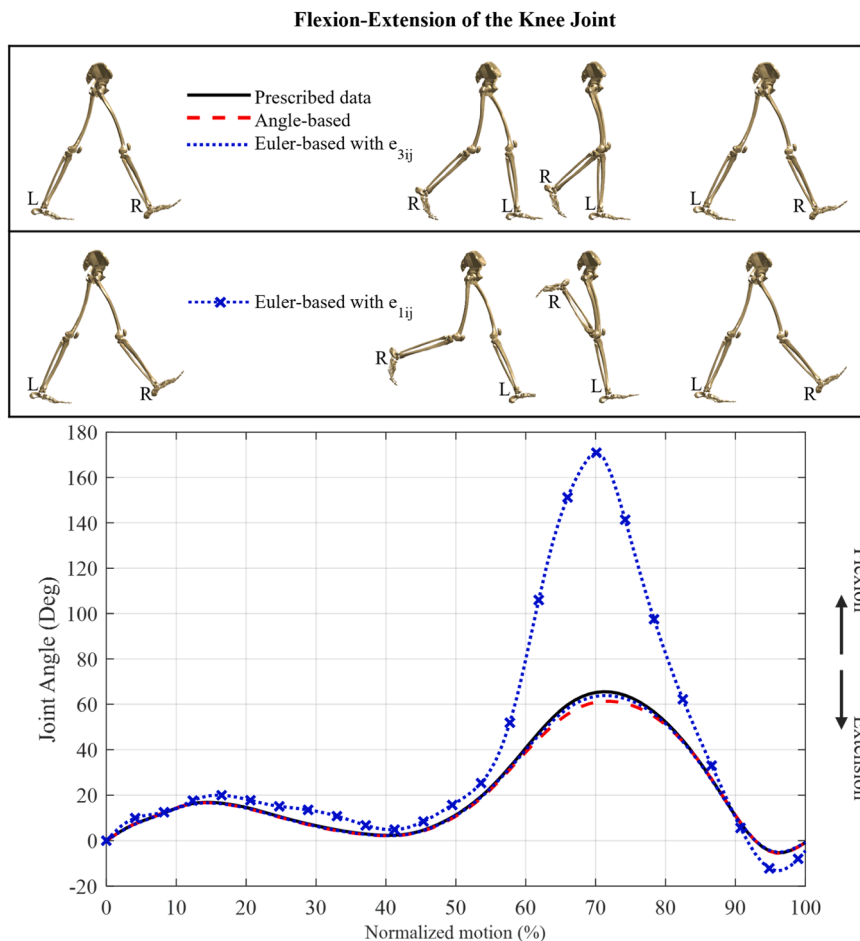 Flexion-Extension of the Knee Joint
Prescribed data
Angle-based
Euler-based with e3ij
L
R
R
L
R
L
L
R
Euler-based with e1ij
L
R
R
L
R
L
L
R
180
160
140
120
100
80
60
40
20
0
-20
Joint Angle (Deg)
0 10 20 30 40 50 60 70 80 90 100
Normalized motion (%)
Flexion
Extension